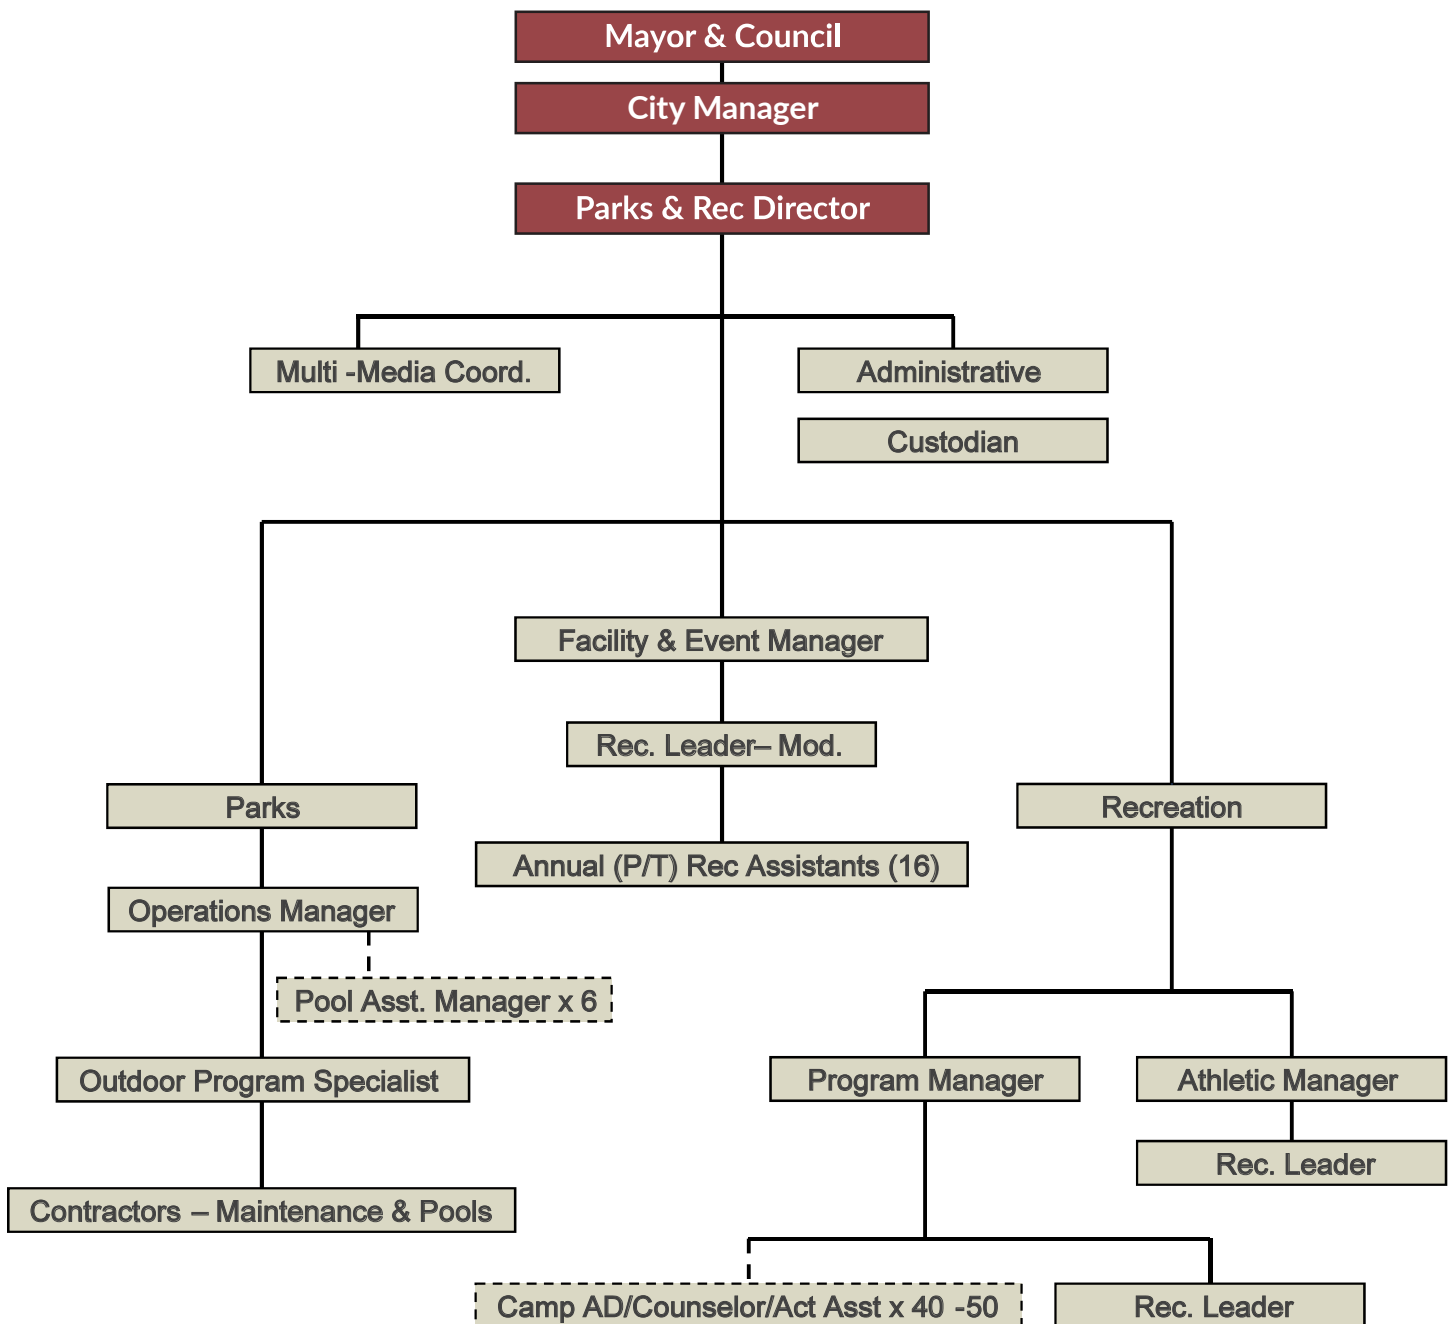 Mayor & Council
City Manager
Parks & Rec Director
Multi -Media Coord.
Administrative
Custodian
Facility & Event Manager
Rec. Leader– Mod.
Parks
Recreation
Annual (P/T) Rec Assistants (16)
Operations Manager
Pool Asst. Manager x 6
Outdoor Program Specialist
Program Manager
Athletic Manager
Rec. Leader
Contractors – Maintenance & Pools
Camp AD/Counselor/Act Asst x 40 -50
Rec. Leader